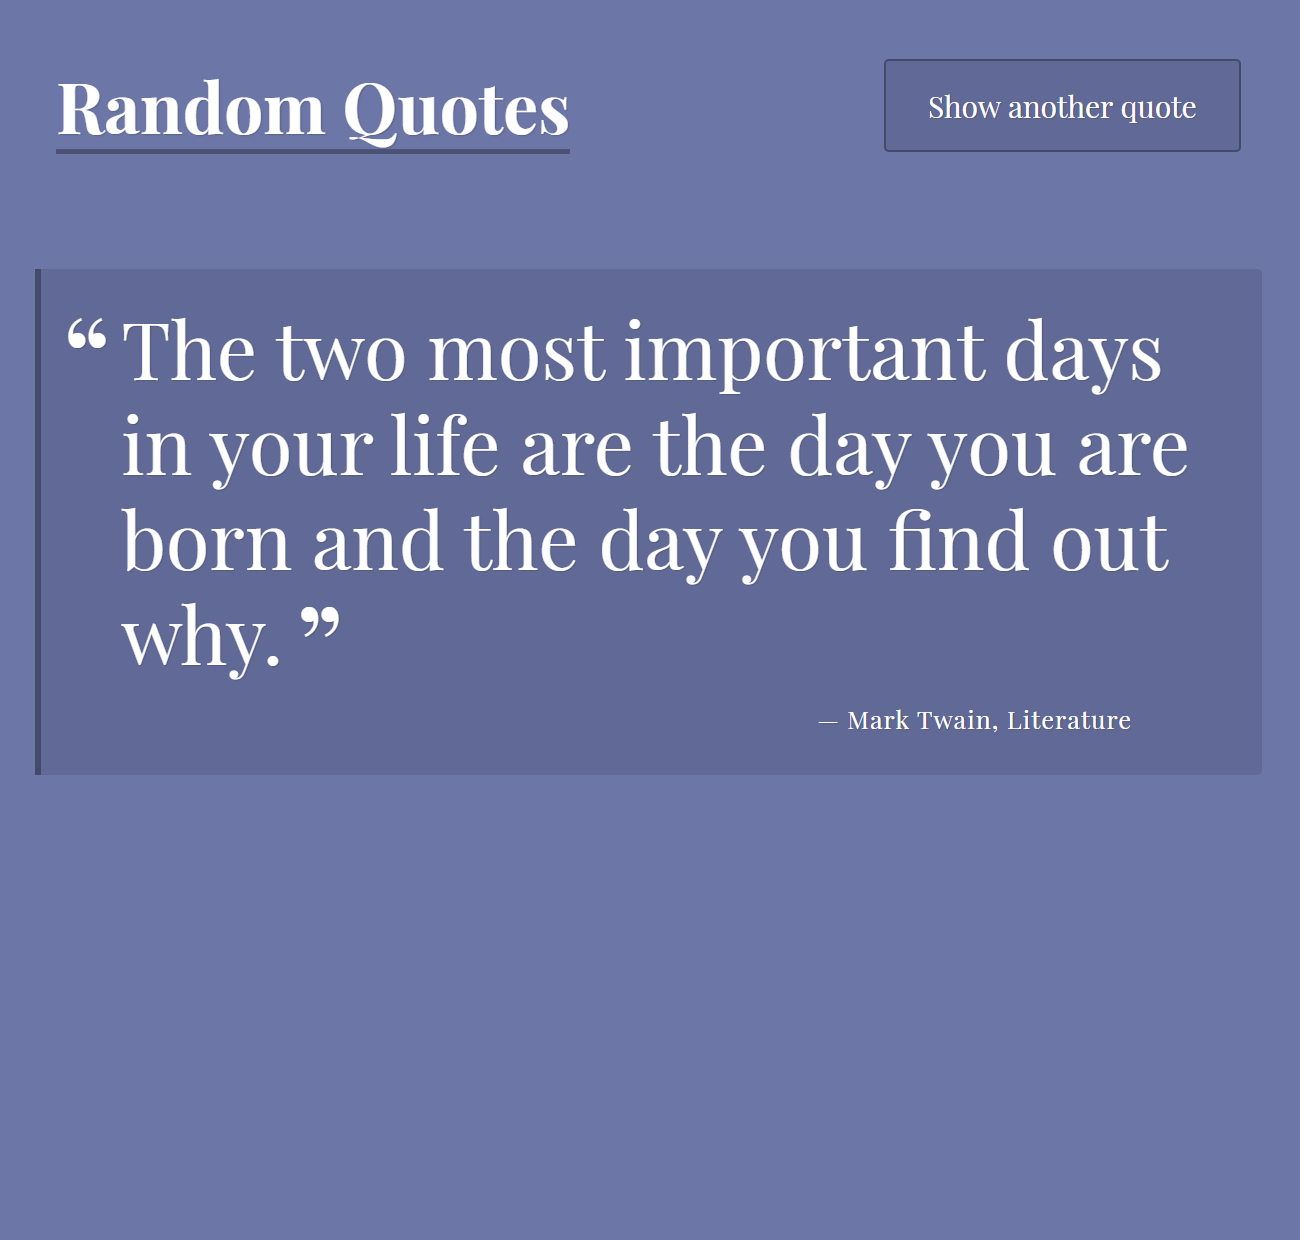 Random Quotes
Show another quote
“ The two most important days
in your life are the day you are
born and the day you find out
why. ”
— Mark Twain, Literature